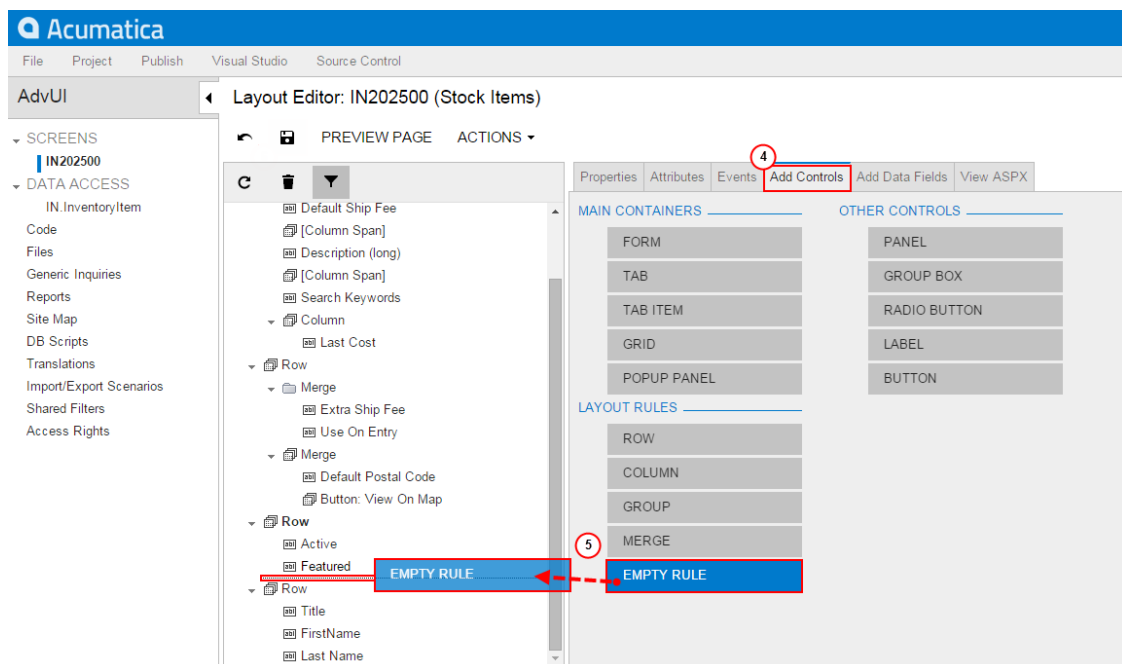 Acumatica
File Project Publish Visual Studio Source Control
AdvUI
Layout Editor: IN202500 (Stock Items)
PREVIEW PAGE ACTIONS
SCREENS
IN202500
DATA ACCESS
IN.InventoryItem
Code
Files
Generic Inquiries
Reports
Site Map
DB Scripts
Translations
Import/Export Scenarios
Shared Filters
Access Rights
Default Ship Fee
[Column Span]
Description (long)
[Column Span]
Search Keywords
Column
Last Cost
Row
Merge
Extra Ship Fee
Use On Entry
Merge
Default Postal Code
Button: View On Map
Row
Active
Featured
EMPTY RULE
Row
Title
FirstName
Last Name
4
Properties Attributes Events Add Controls Add Data Fields View ASPX
MAIN CONTAINERS
FORM
TAB
TAB ITEM
GRID
POPUP PANEL
LAYOUT RULES
ROW
COLUMN
GROUP
MERGE
5
EMPTY RULE
OTHER CONTROLS
PANEL
GROUP BOX
RADIO BUTTON
LABEL
BUTTON